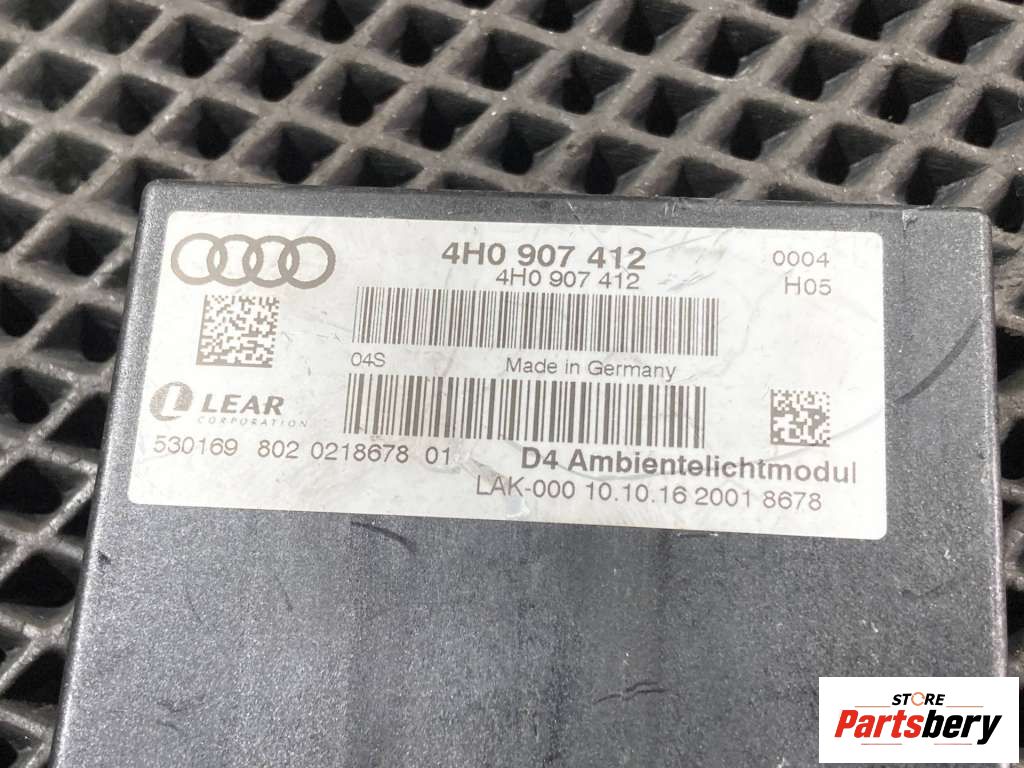 4H0 907 412 0004
4H0 907 412 H05
04S Made in Germany
LEAR
CORPORATION
530169 802 0218678 01 D4 Ambientelichtmodul
LAK-000 10.10.16 2001 8678
STORE
Partsbery